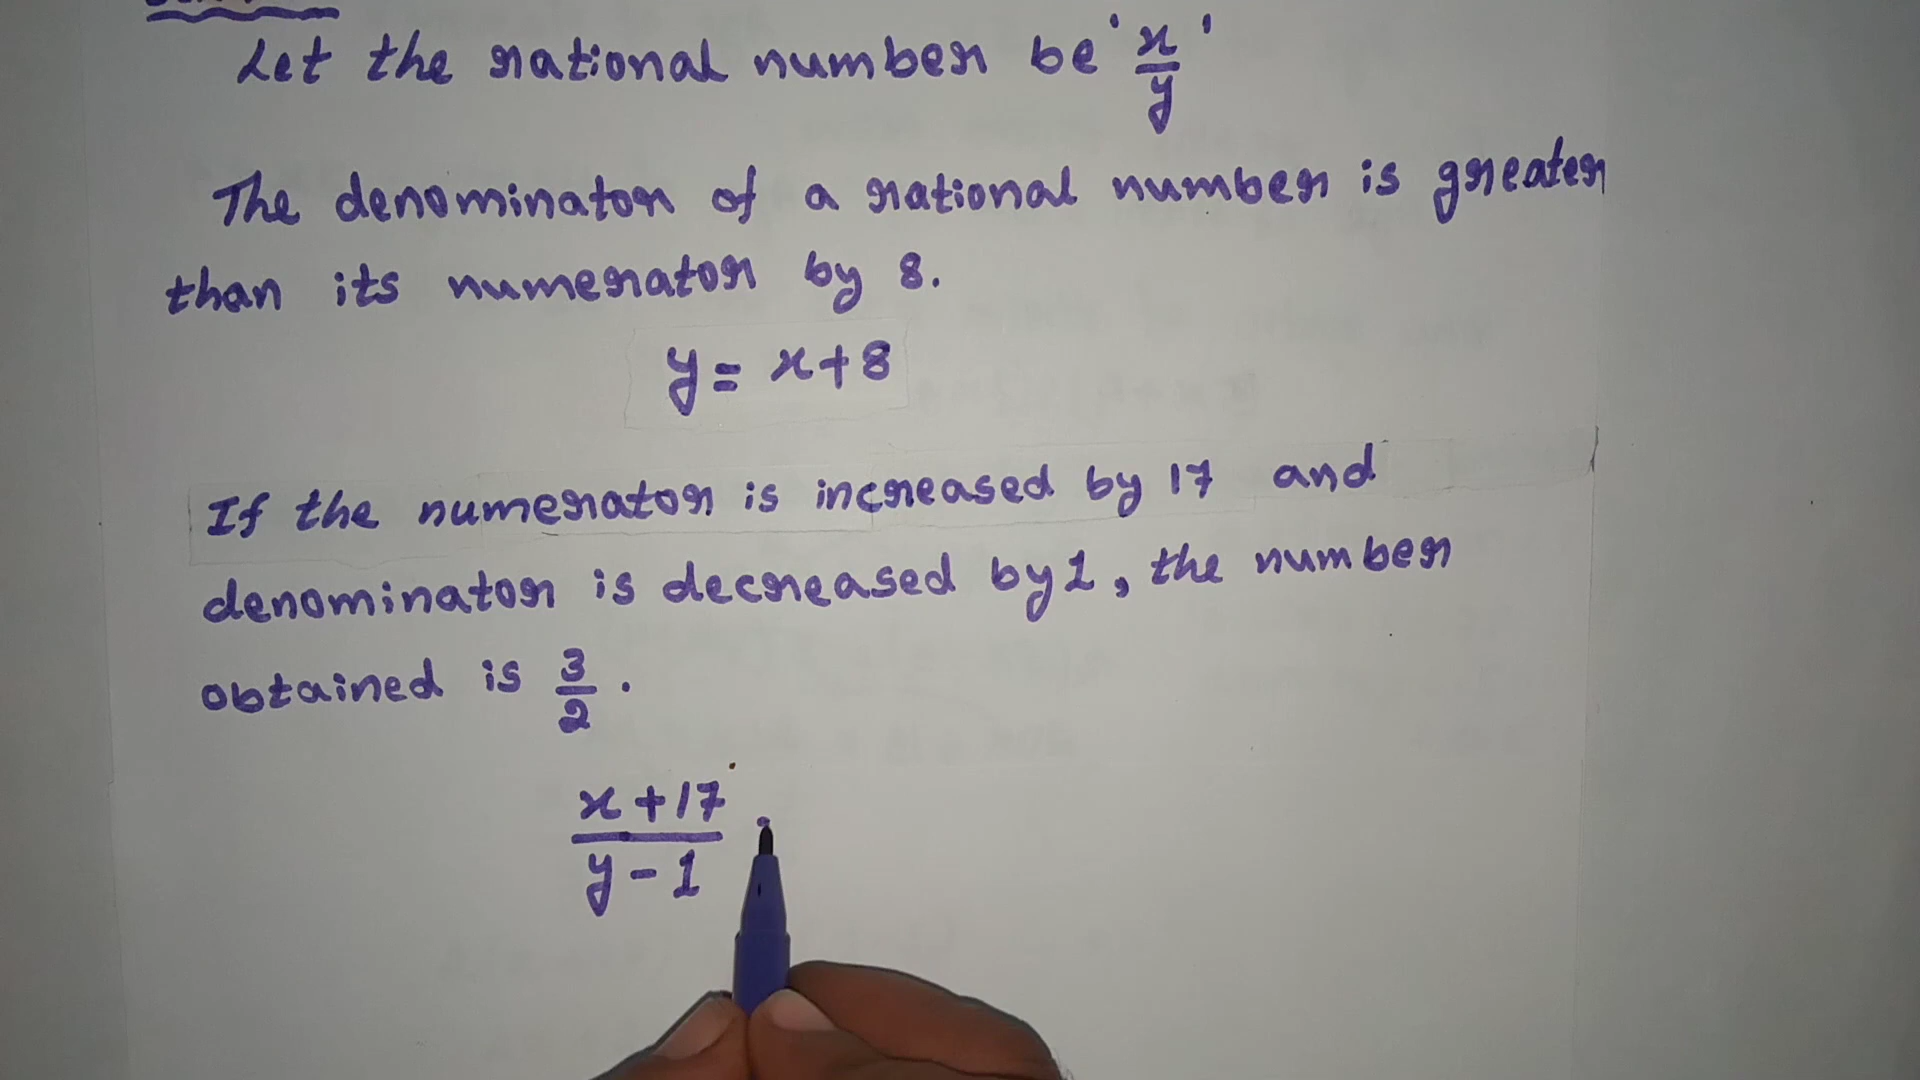 Let the rational number be 'x/y'
The denominator of a rational number is greater
than its numerator by 8.
y = x+8
If the numerator is increased by 17 and
denominator is decreased by 1, the number
obtained is 3/2.
x+17
y-1